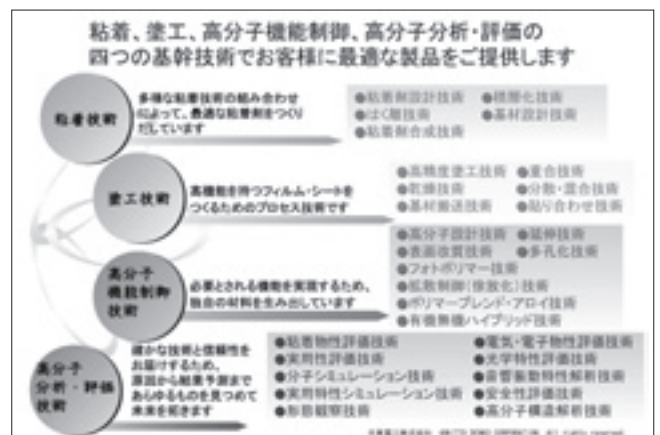 粘着、塗工、高分子機能制御、高分子分析・評価の
四つの基幹技術でお客様に最適な製品をご提供します
粘着技術
多様な粘着技術の組み合わせ
によって、最適な粘着剤をつくり
だしています
●粘着剤設計技術 ●積層化技術
●はく離技術 ●基材設計技術
●粘着剤合成技術
塗工技術
高機能を持つフィルム・シートを
つくるためのプロセス技術です
●高精度塗工技術 ●重合技術
●乾燥技術 ●分散・混合技術
●基材搬送技術 ●貼り合わせ技術
高分子
機能制御
技術
必要とされる機能を実現するため、
独自の材料を生み出しています
●高分子設計技術 ●延伸技術
●表面改質技術 ●多孔化技術
●フォトポリマー技術
●拡散制御(徐放化)技術
●ポリマーブレンド・アロイ技術
●有機無機ハイブリッド技術
高分子
分析・評価
技術
確かな技術と信頼性を
お届けするため、
原因から結果予測まで
あらゆるものを見つめて
未来を拓きます
●粘着物性評価技術 ●電気・電子物性評価技術
●実用性評価技術 ●光学特性評価技術
●分子シミュレーション技術 ●音響振動特性解析技術
●実用特性シミュレーション技術 ●安全性評価技術
●形態観察技術 ●高分子構造解析技術